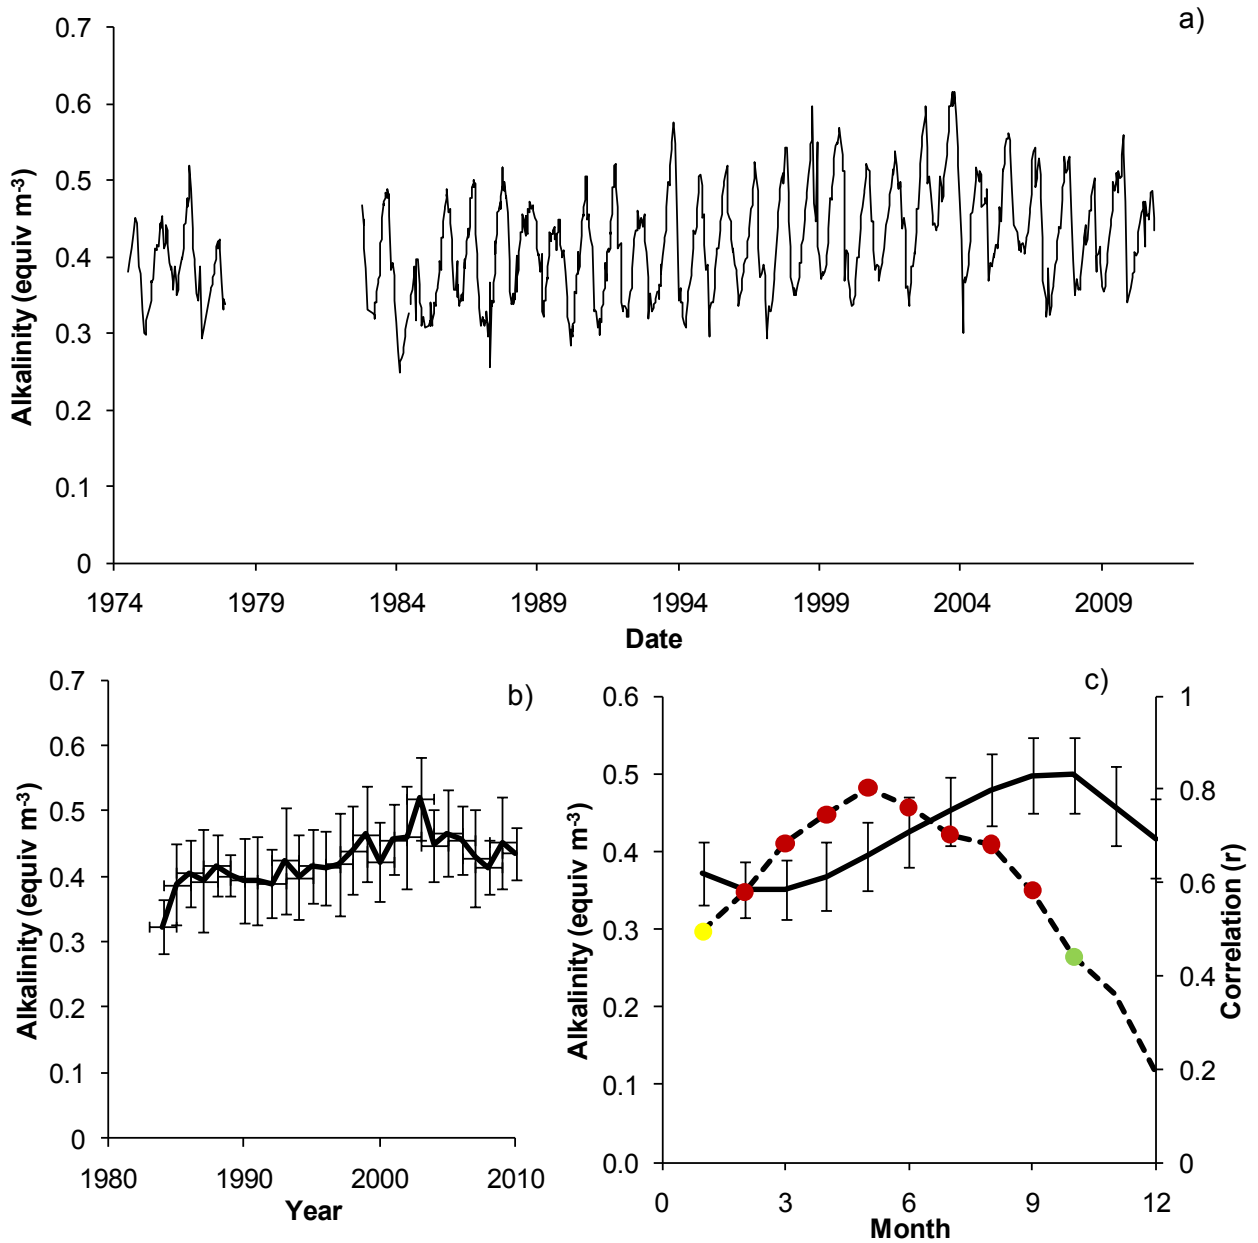 a)
0.7
0.6
0.5
0.4
0.3
0.2
0.1
0
Alkalinity (equiv m-3)
1974 1979 1984 1989 1994 1999 2004 2009
Date
b)
0.7
0.6
0.5
0.4
0.3
0.2
0.1
0
Alkalinity (equiv m-3)
1980 1990 2000 2010
Year
c)
0.6
0.5
0.4
0.3
0.2
0.1
0.0
Alkalinity (equiv m-3)
1
0.8
0.6
0.4
0.2
0
Correlation (r)
0 3 6 9 12
Month